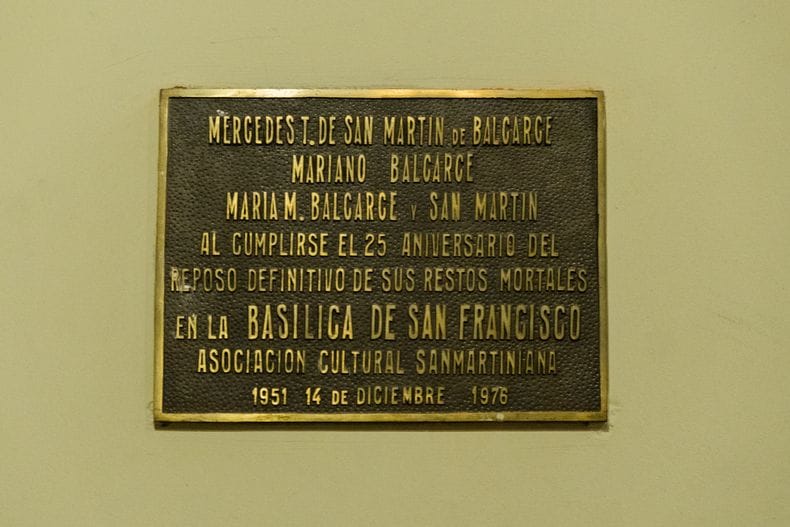 MERCEDES T. DE SAN MARTIN DE BALCARCE
MARIANO BALCARCE
MARIA M. BALCARCE Y SAN MARTIN
AL CUMPLIRSE EL 25 ANIVERSARIO DEL
REPOSO DEFINITIVO DE SUS RESTOS MORTALES
EN LA BASILICA DE SAN FRANCISCO
ASOCIACION CULTURAL SANMARTINIANA
1951 14 DE DICIEMBRE 1976